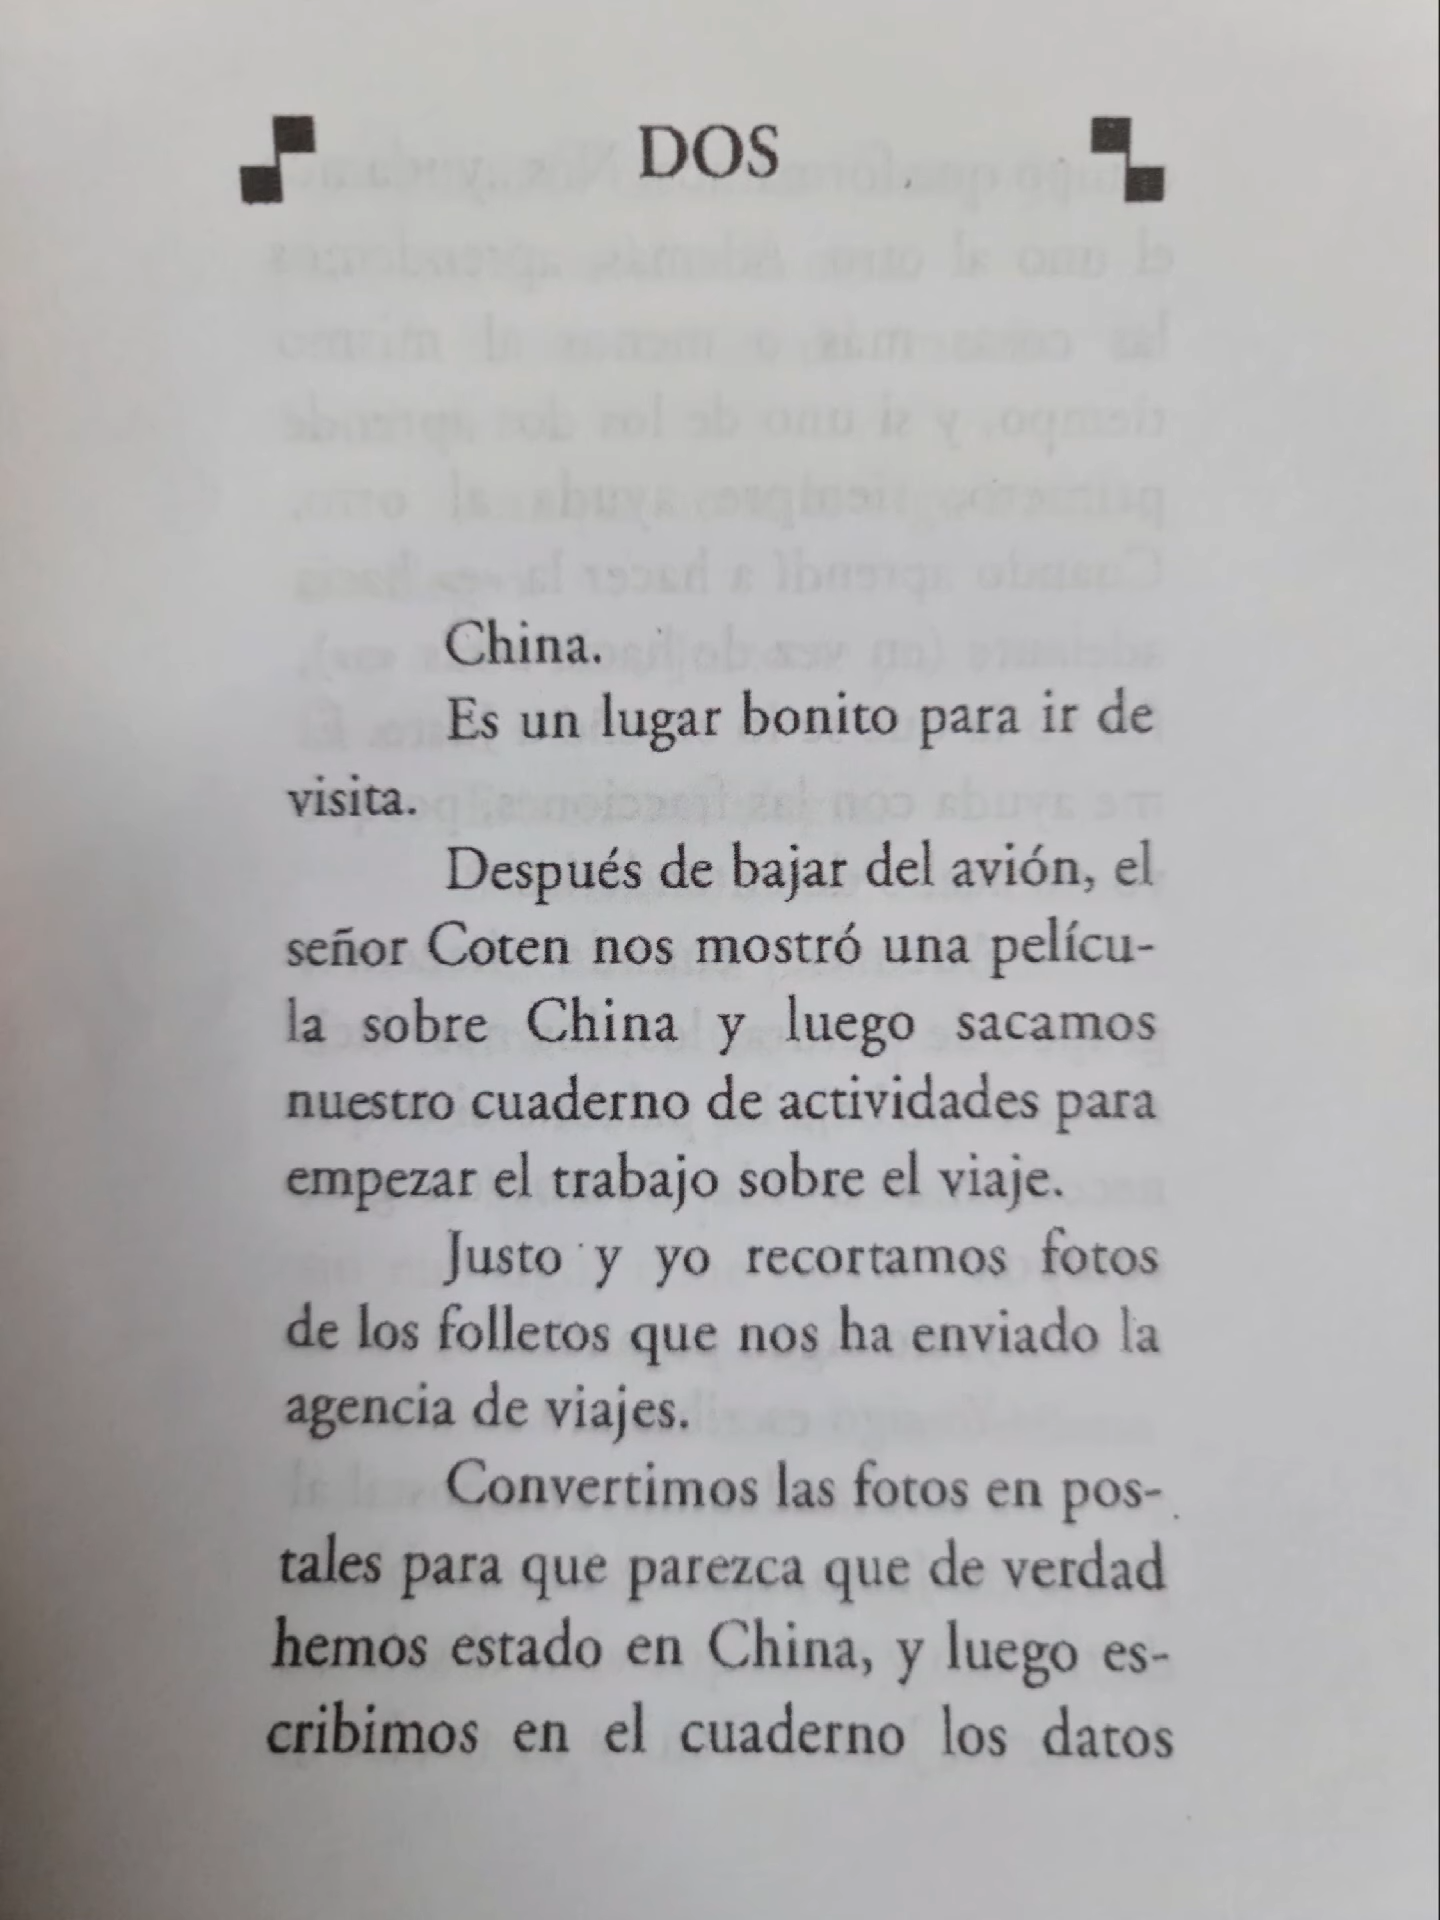 DOS
China.
Es un lugar bonito para ir de
visita.
Después de bajar del avión, el
señor Coten nos mostró una pelícu-
la sobre China y luego sacamos
nuestro cuaderno de actividades para
empezar el trabajo sobre el viaje.
Justo y yo recortamos fotos
de los folletos que nos ha enviado la
agencia de viajes.
Convertimos las fotos en pos-
tales para que parezca que de verdad
hemos estado en China, y luego es-
cribimos en el cuaderno los datos